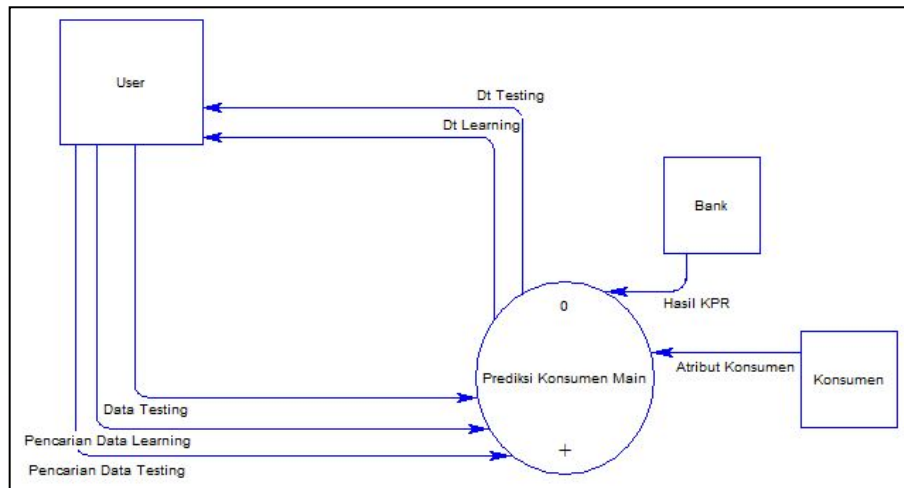 User
Dt Testing
Dt Learning
Bank
Hasil KPR
0
Prediksi Konsumen Main
+
Atribut Konsumen
Konsumen
Data Testing
Pencarian Data Learning
Pencarian Data Testing